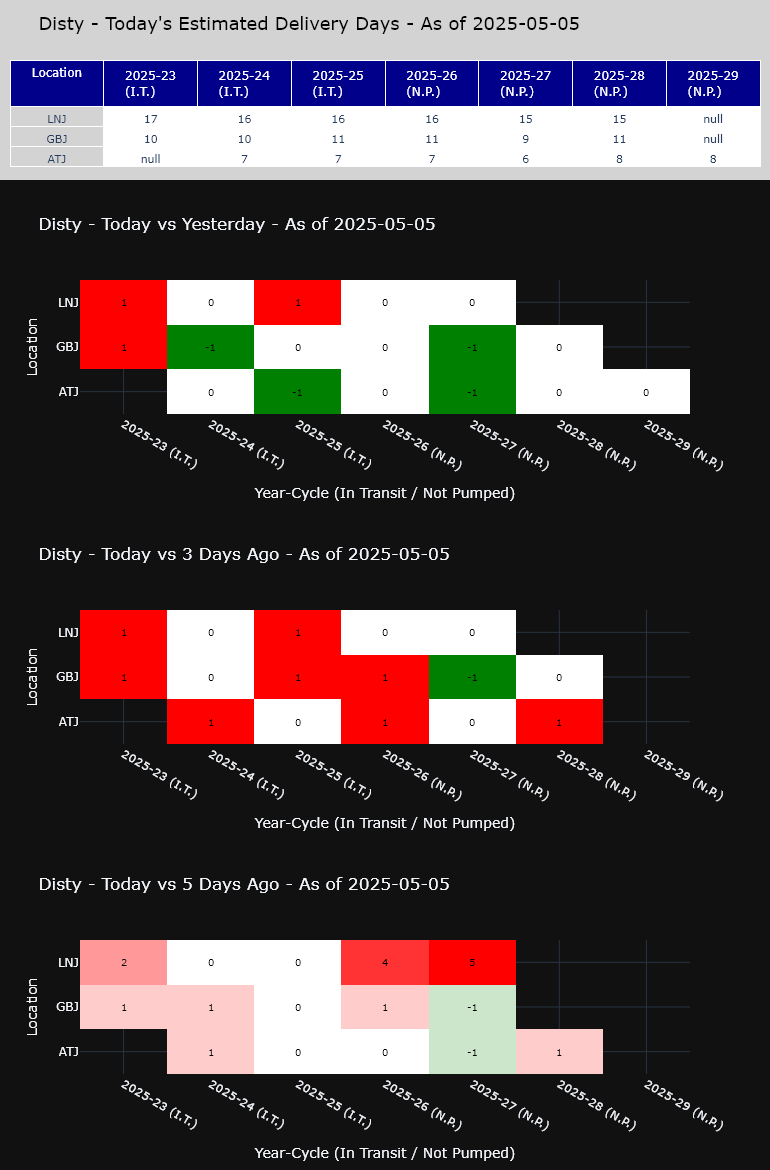 Disty - Today's Estimated Delivery Days - As of 2025-05-05
Location 2025-23 (I.T.) 2025-24 (I.T.) 2025-25 (I.T.) 2025-26 (N.P.) 2025-27 (N.P.) 2025-28 (N.P.) 2025-29 (N.P.)
LNJ 17 16 16 16 15 15 null
GBJ 10 10 11 11 9 11 null
ATJ null 7 7 7 6 8 8
Disty - Today vs Yesterday - As of 2025-05-05
Location
LNJ 1 0 1 0 0
GBJ 1 -1 0 0 -1 0
ATJ 0 -1 0 -1 0 0
2025-23 (I.T.) 2025-24 (I.T.) 2025-25 (I.T.) 2025-26 (N.P.) 2025-27 (N.P.) 2025-28 (N.P.) 2025-29 (N.P.)
Year-Cycle (In Transit / Not Pumped)
Disty - Today vs 3 Days Ago - As of 2025-05-05
Location
LNJ 1 0 1 0 0
GBJ 1 0 1 1 -1 0
ATJ 1 0 1 0 1
2025-23 (I.T.) 2025-24 (I.T.) 2025-25 (I.T.) 2025-26 (N.P.) 2025-27 (N.P.) 2025-28 (N.P.) 2025-29 (N.P.)
Year-Cycle (In Transit / Not Pumped)
Disty - Today vs 5 Days Ago - As of 2025-05-05
Location
LNJ 2 0 0 4 5
GBJ 1 1 0 1 -1
ATJ 1 0 0 -1 1
2025-23 (I.T.) 2025-24 (I.T.) 2025-25 (I.T.) 2025-26 (N.P.) 2025-27 (N.P.) 2025-28 (N.P.) 2025-29 (N.P.)
Year-Cycle (In Transit / Not Pumped)